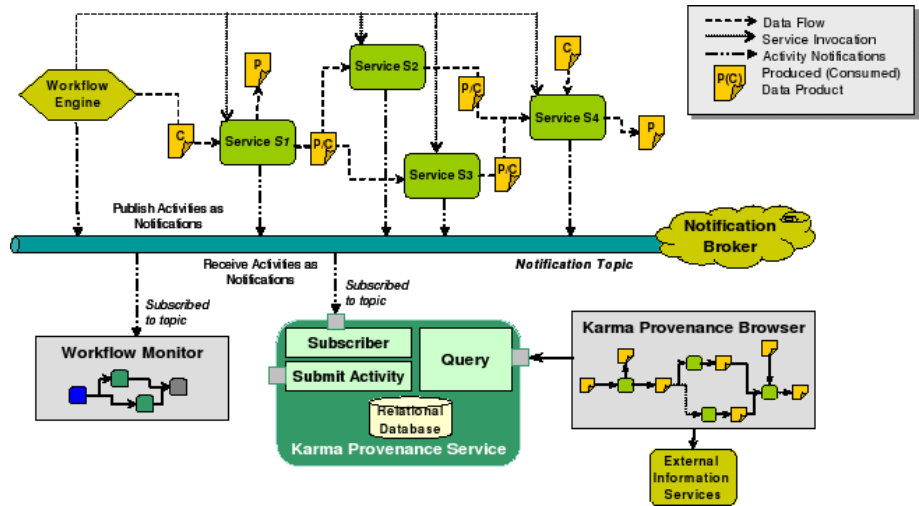 Data Flow
Service Invocation
Activity Notifications
P(C)
Produced (Consumed)
Data Product
Workflow
Engine
C
P
Service S1
P/C
Service S2
P/C
Service S3
P/C
C
Service S4
P
Publish Activities as
Notifications
Notification
Broker
Receive Activities as
Notifications
Notification Topic
Subscribed
to topic
Subscribed
to topic
Workflow Monitor
Subscriber
Submit Activity
Query
Relational
Database
Karma Provenance Service
Karma Provenance Browser
External
Information
Services